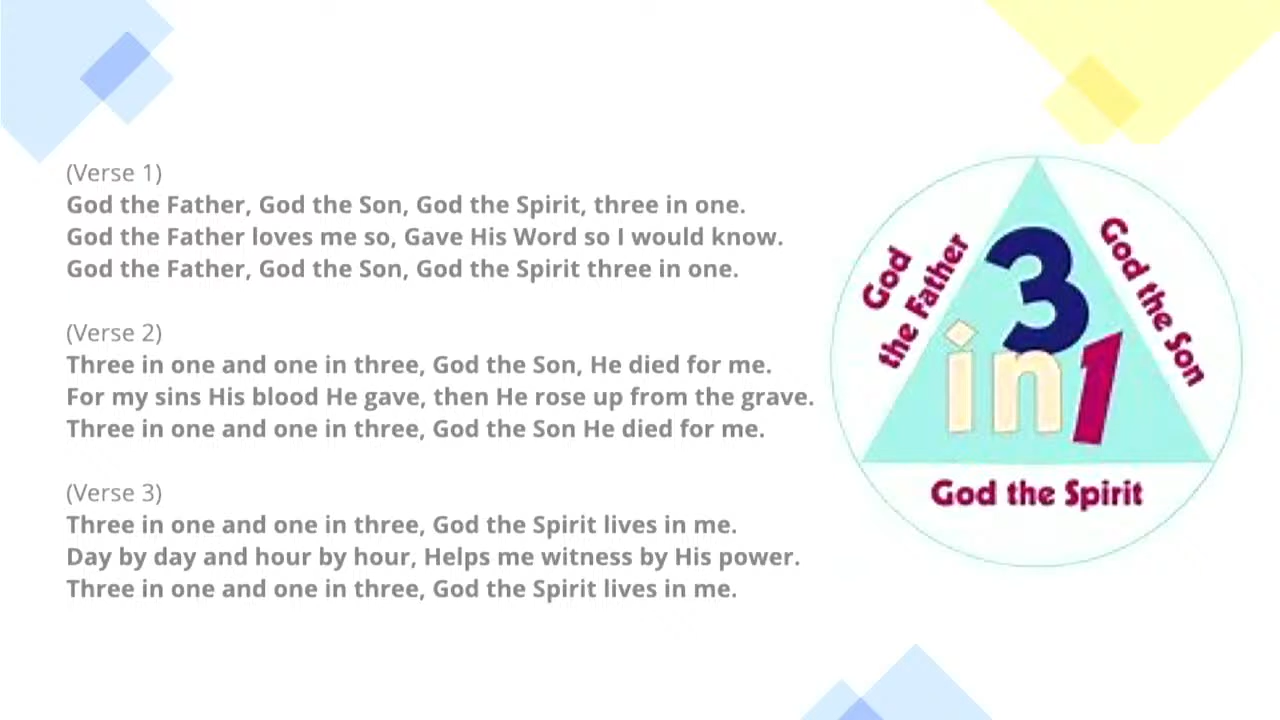 (Verse 1)
God the Father, God the Son, God the Spirit, three in one.
God the Father loves me so, Gave His Word so I would know.
God the Father, God the Son, God the Spirit three in one.
(Verse 2)
Three in one and one in three, God the Son, He died for me.
For my sins His blood He gave, then He rose up from the grave.
Three in one and one in three, God the Son He died for me.
(Verse 3)
Three in one and one in three, God the Spirit lives in me.
Day by day and hour by hour, Helps me witness by His power.
Three in one and one in three, God the Spirit lives in me.
God
the Father
God the Son
3
in 1
God the Spirit